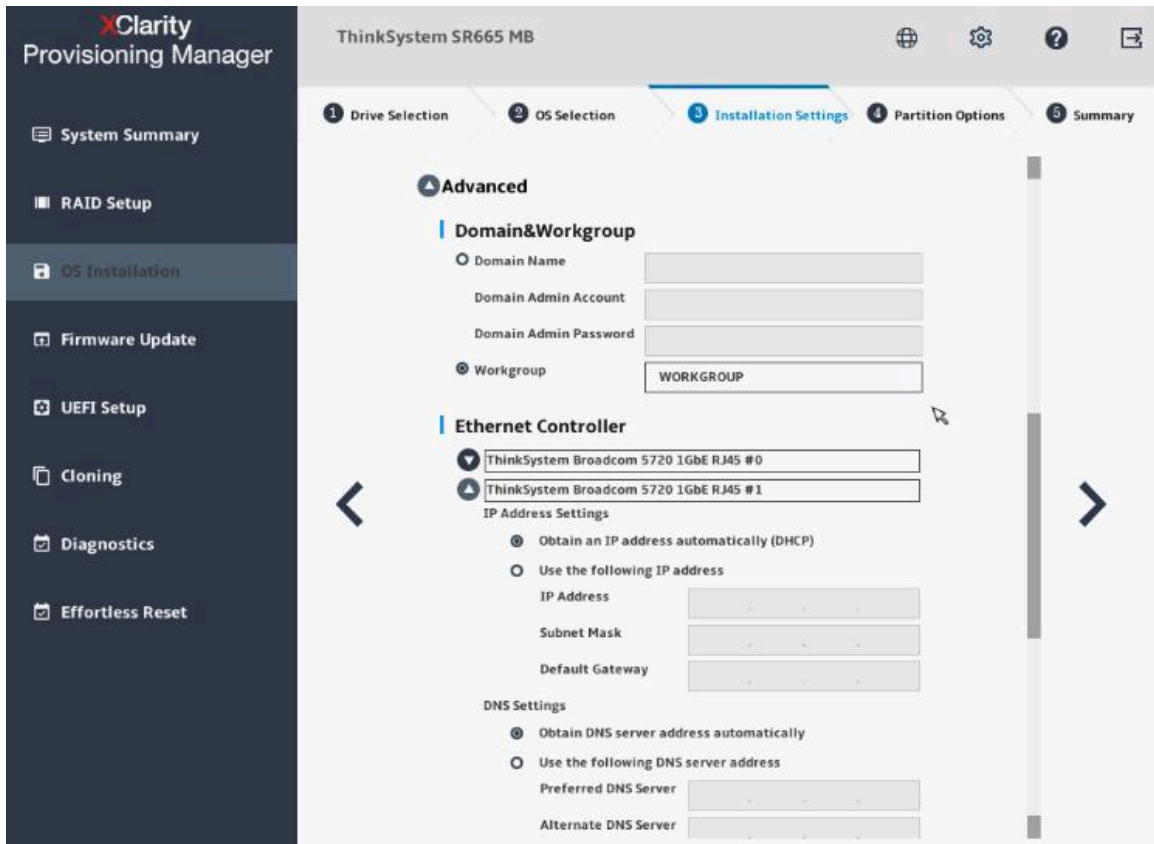 XClarity
Provisioning Manager
ThinkSystem SR665 MB
?
1 Drive Selection
2 OS Selection
3 Installation Settings
4 Partition Options
5 Summary
System Summary
RAID Setup
OS Installation
Firmware Update
UEFI Setup
Cloning
Diagnostics
Effortless Reset
Advanced
Domain&Workgroup
Domain Name
Domain Admin Account
Domain Admin Password
Workgroup WORKGROUP
Ethernet Controller
ThinkSystem Broadcom 5720 1GbE RJ45 #0
ThinkSystem Broadcom 5720 1GbE RJ45 #1
IP Address Settings
Obtain an IP address automatically (DHCP)
Use the following IP address
IP Address
Subnet Mask
Default Gateway
DNS Settings
Obtain DNS server address automatically
Use the following DNS server address
Preferred DNS Server
Alternate DNS Server